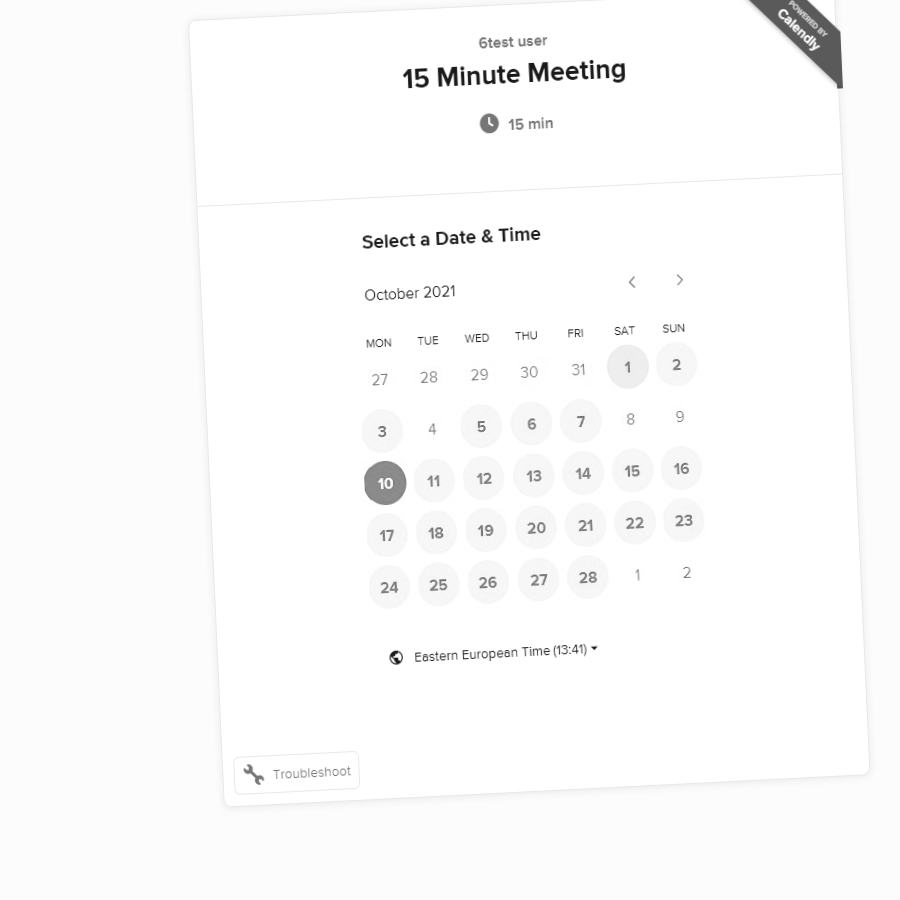 POWERED BY
Calendly
6test user
15 Minute Meeting
15 min
Select a Date & Time
October 2021
MON TUE WED THU FRI SAT SUN
27 28 29 30 31 1 2
3 4 5 6 7 8 9
10 11 12 13 14 15 16
17 18 19 20 21 22 23
24 25 26 27 28 1 2
Eastern European Time (13:41)
Troubleshoot